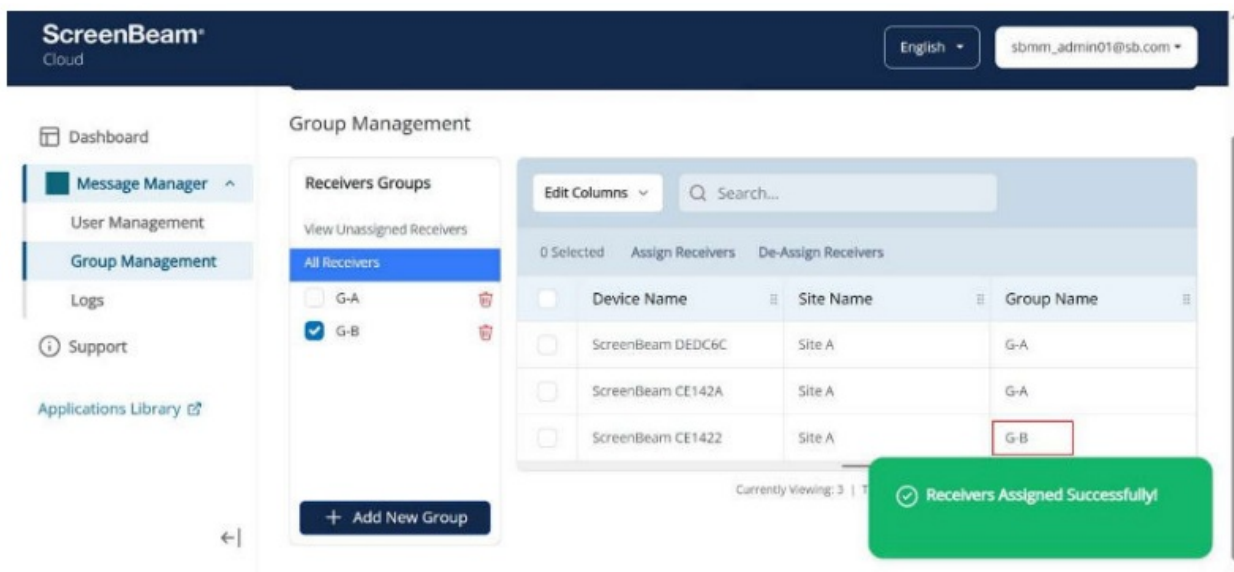 ScreenBeam
Cloud
English
sbmm_admin01@sb.com
Dashboard
Message Manager
User Management
Group Management
Logs
Support
Applications Library
Group Management
Receivers Groups
View Unassigned Receivers
All Receivers
G-A
G-B
+ Add New Group
Edit Columns
Search...
0 Selected Assign Receivers De-Assign Receivers
Device Name Site Name Group Name
ScreenBeam DEDC6C Site A G-A
ScreenBeam CE142A Site A G-A
ScreenBeam CE1422 Site A G-B
Currently Viewing: 3 | T
Receivers Assigned Successfully!